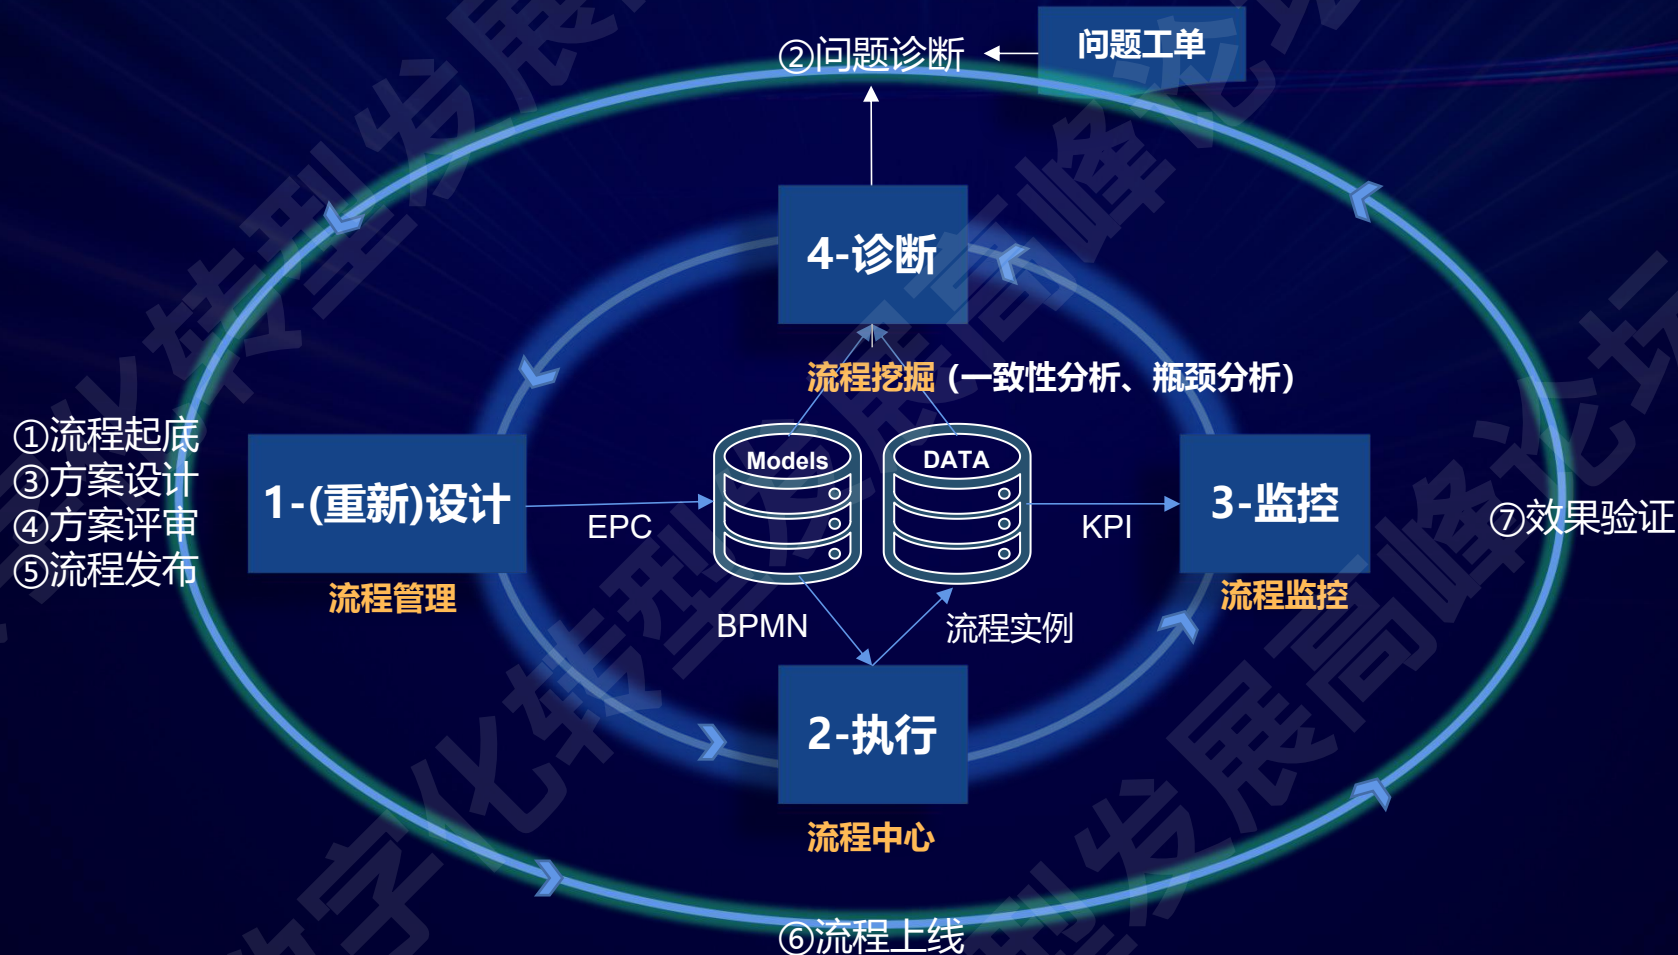 ②问题诊断
问题工单
4-诊断
流程挖掘（一致性分析、瓶颈分析）
①流程起底
③方案设计
④方案评审
⑤流程发布
1-(重新)设计
流程管理
EPC
Models
DATA
KPI
3-监控
流程监控
⑦效果验证
BPMN
流程实例
2-执行
流程中心
⑥流程上线